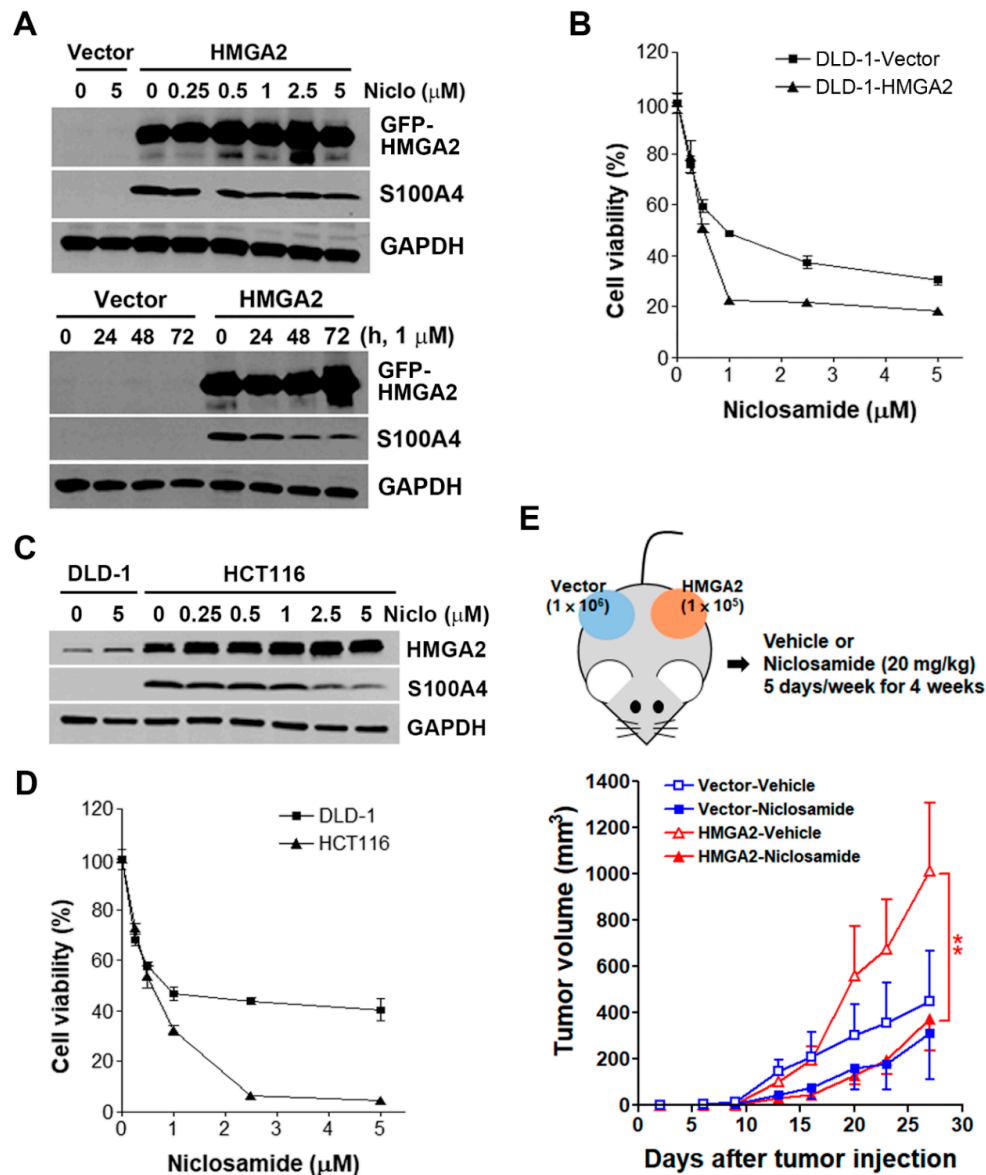 A
Vector HMGA2
0 5 0 0.25 0.5 1 2.5 5 Niclo (μM)
GFP-
HMGA2
S100A4
GAPDH
Vector HMGA2
0 24 48 72 0 24 48 72 (h, 1 μM)
GFP-
HMGA2
S100A4
GAPDH
B
120
100
80
60
40
20
0
Cell viability (%)
DLD-1-Vector
DLD-1-HMGA2
0 1 2 3 4 5
Niclosamide (μM)
C
DLD-1 HCT116
0 5 0 0.25 0.5 1 2.5 5 Niclo (μM)
HMGA2
S100A4
GAPDH
D
120
100
80
60
40
20
0
Cell viability (%)
DLD-1
HCT116
0 1 2 3 4 5
Niclosamide (μM)
E
Vector
(1 × 10⁶)
HMGA2
(1 × 10⁵)
Vehicle or
Niclosamide (20 mg/kg)
5 days/week for 4 weeks
1400
1200
1000
800
600
400
200
0
Tumor volume (mm³)
Vector-Vehicle
Vector-Niclosamide
HMGA2-Vehicle
HMGA2-Niclosamide
**
0 5 10 15 20 25 30
Days after tumor injection